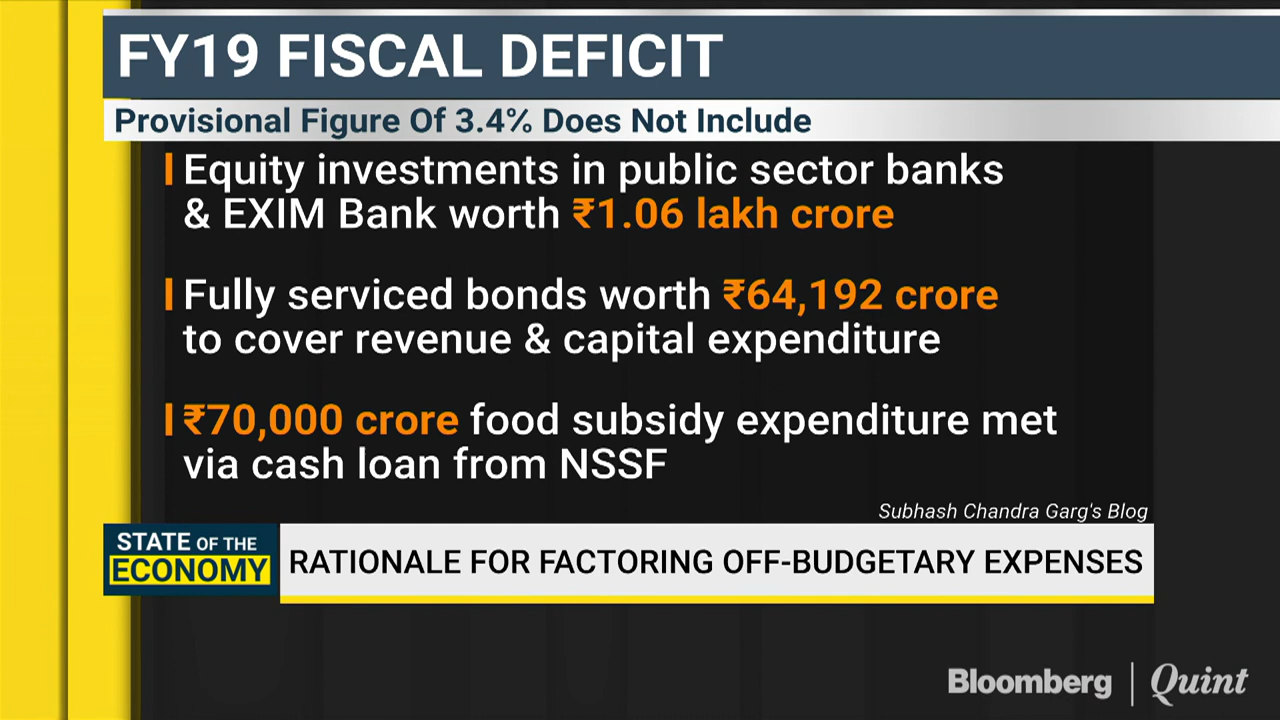 FY19 FISCAL DEFICIT
Provisional Figure Of 3.4% Does Not Include
Equity investments in public sector banks
& EXIM Bank worth ₹1.06 lakh crore
Fully serviced bonds worth ₹64,192 crore
to cover revenue & capital expenditure
₹70,000 crore food subsidy expenditure met
via cash loan from NSSF
Subhash Chandra Garg's Blog
STATE OF THE
ECONOMY
RATIONALE FOR FACTORING OFF-BUDGETARY EXPENSES
Bloomberg | Quint